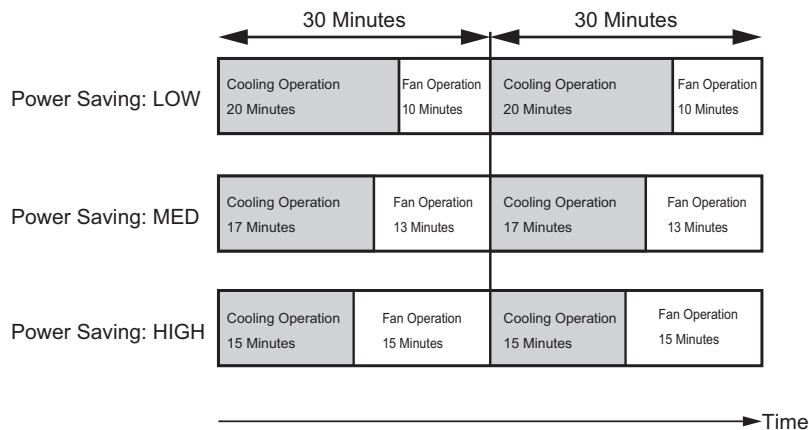 30 Minutes
30 Minutes
Power Saving: LOW
Cooling Operation
20 Minutes
Fan Operation
10 Minutes
Cooling Operation
20 Minutes
Fan Operation
10 Minutes
Power Saving: MED
Cooling Operation
17 Minutes
Fan Operation
13 Minutes
Cooling Operation
17 Minutes
Fan Operation
13 Minutes
Power Saving: HIGH
Cooling Operation
15 Minutes
Fan Operation
15 Minutes
Cooling Operation
15 Minutes
Fan Operation
15 Minutes
Time